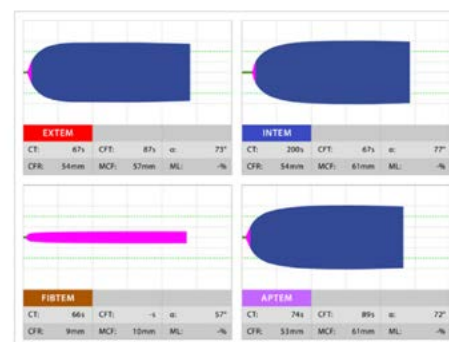 EXTEM
CT: 67s CFT: 87s α: 73°
CFR: 54mm MCF: 57mm ML: -%
INTEM
CT: 200s CFT: 67s α: 77°
CFR: 54mm MCF: 61mm ML: -%
FIBTEM
CT: 66s CFT: -s α: 57°
CFR: 9mm MCF: 10mm ML: -%
APTEM
CT: 74s CFT: 89s α: 72°
CFR: 53mm MCF: 61mm ML: -%